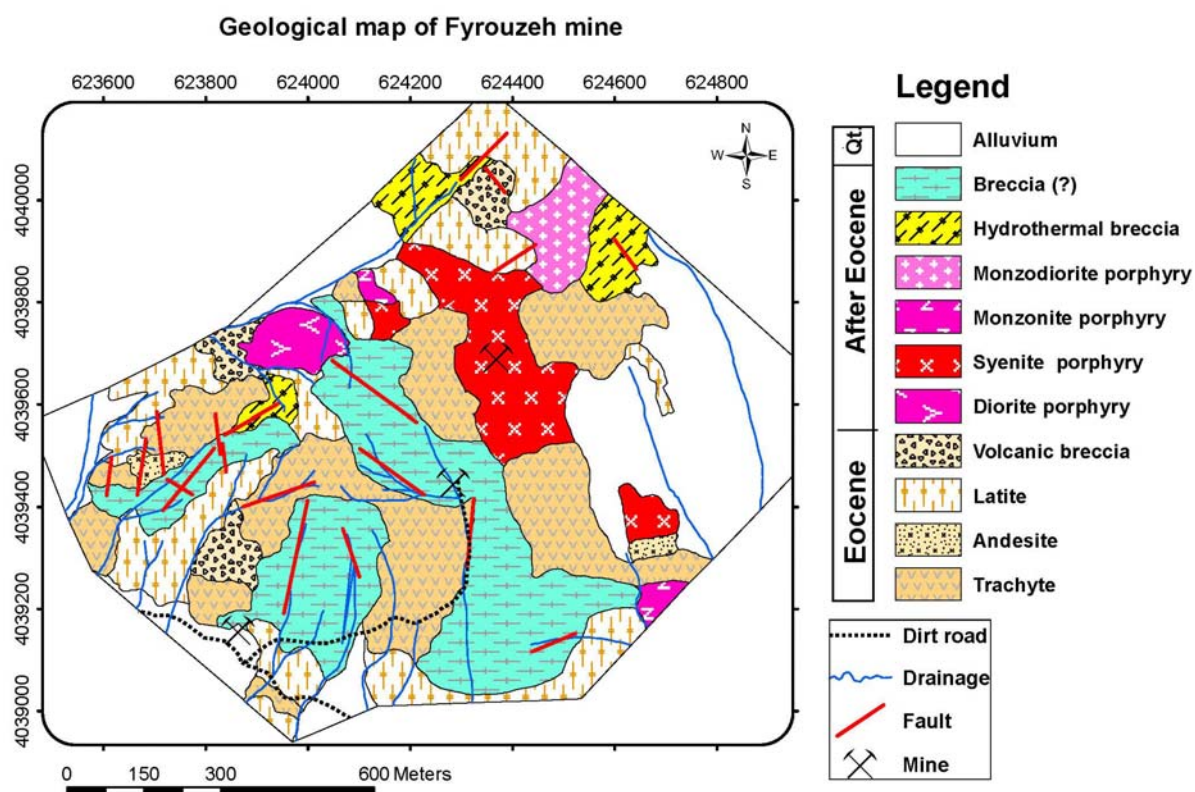 Geological map of Fyrouzeh mine
623600 623800 624000 624200 624400 624600 624800
4040000
4039800
4039600
4039400
4039200
4039000
N
W E
S
0 150 300 600 Meters
Legend
Qt.
After Eocene
Eocene
Alluvium
Breccia (?)
Hydrothermal breccia
Monzodiorite porphyry
Monzonite porphyry
Syenite porphyry
Diorite porphyry
Volcanic breccia
Latite
Andesite
Trachyte
Dirt road
Drainage
Fault
Mine